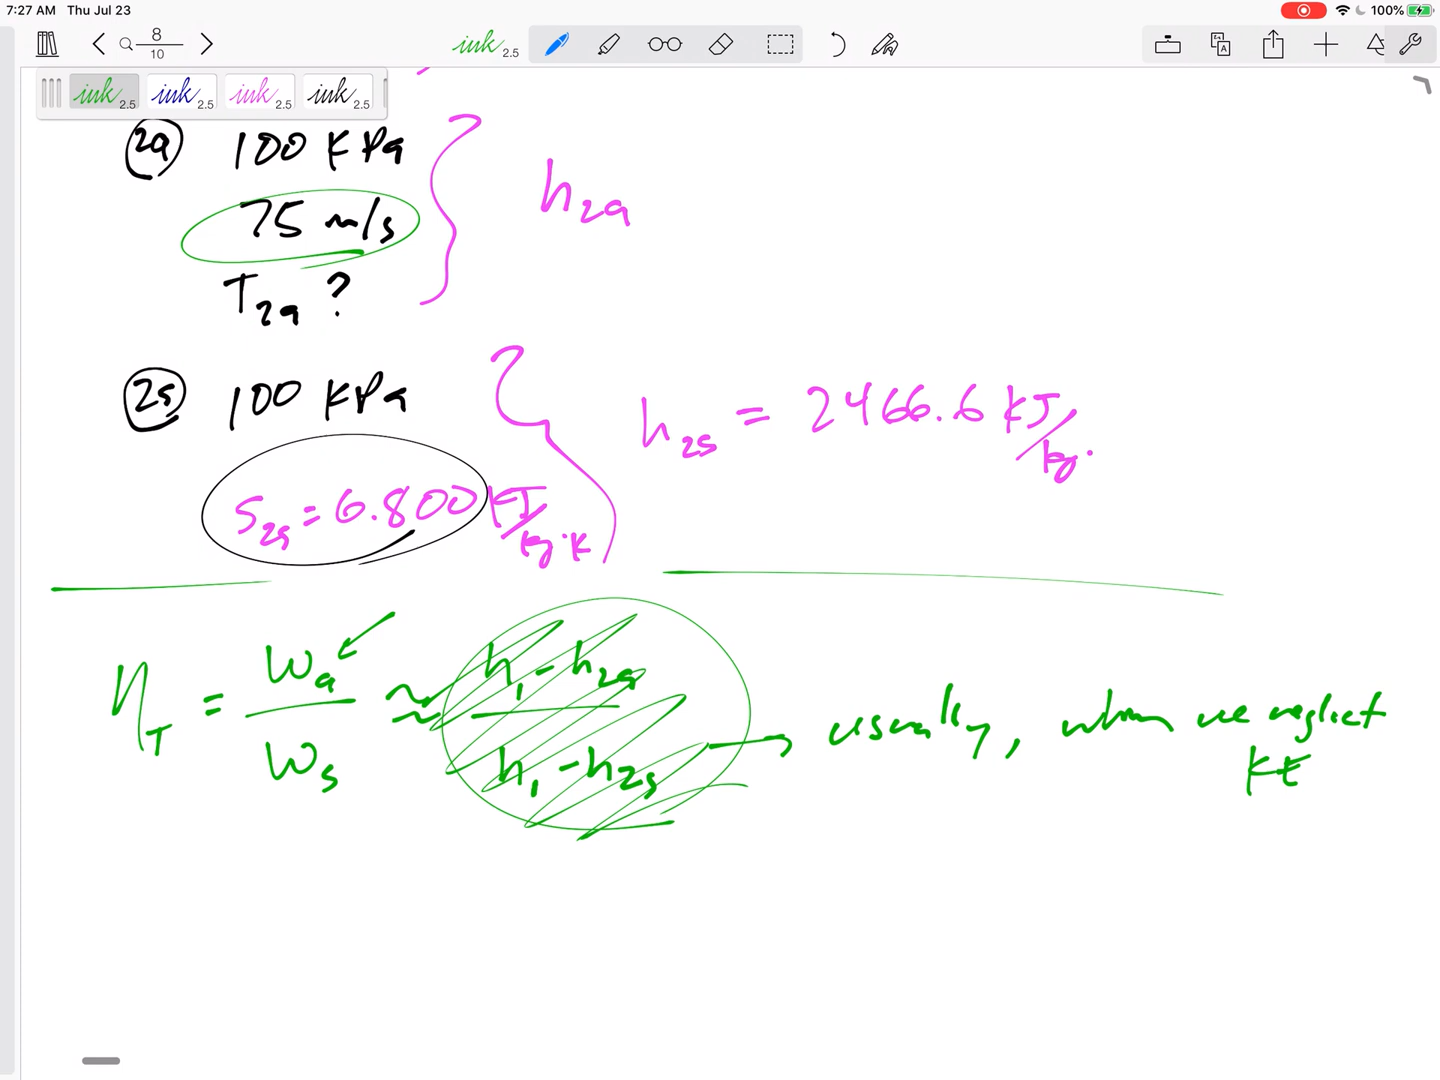 7:27 AM Thu Jul 23
100%
8
10
ink 2.5
ink 2.5 ink 2.5 ink 2.5 ink 2.5
2a 100 KPa
75 m/s
T2a ?
h2a
2s 100 KPa
s2s = 6.800 KJ/kg·K
h2s = 2466.6 KJ/kg.
ηT = wa / ws ≈ h1 - h2a / h1 - h2s → usually, when we neglect
KE